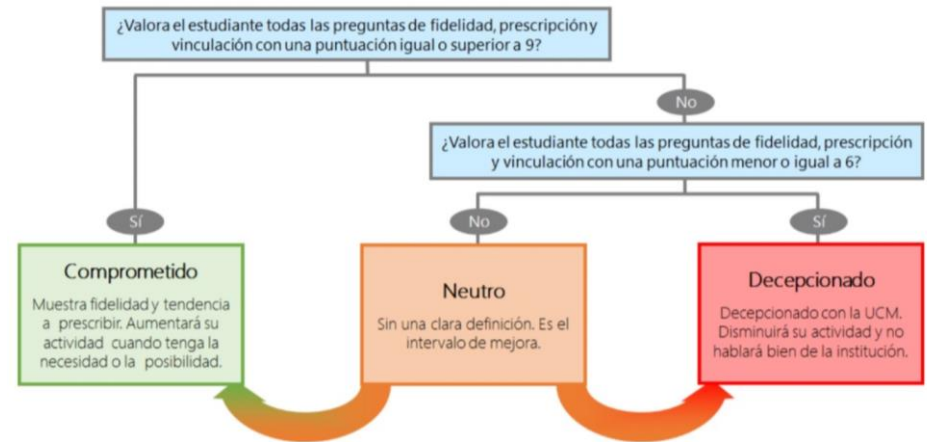 ¿Valora el estudiante todas las preguntas de fidelidad, prescripción y
vinculación con una puntuación igual o superior a 9?
No
¿Valora el estudiante todas las preguntas de fidelidad, prescripción
y vinculación con una puntuación menor o igual a 6?
Sí
No
Sí
Comprometido
Muestra fidelidad y tendencia
a prescribir. Aumentará su
actividad cuando tenga la
necesidad o la posibilidad.
Neutro
Sin una clara definición. Es el
intervalo de mejora.
Decepcionado
Decepcionado con la UCM.
Disminuirá su actividad y no
hablará bien de la institución.